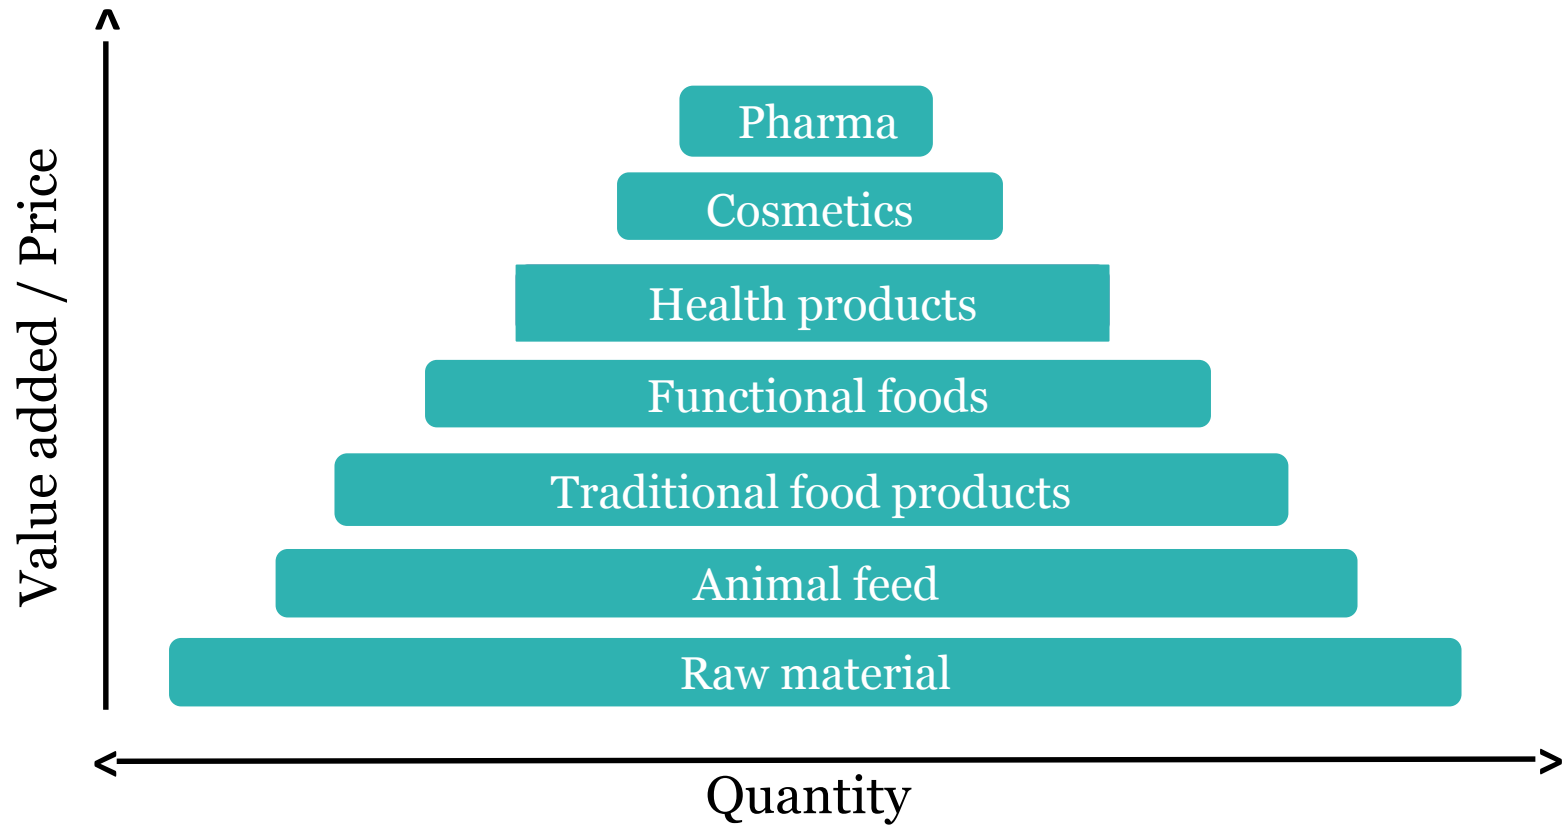 Value added / Price
Pharma
Cosmetics
Health products
Functional foods
Traditional food products
Animal feed
Raw material
Quantity